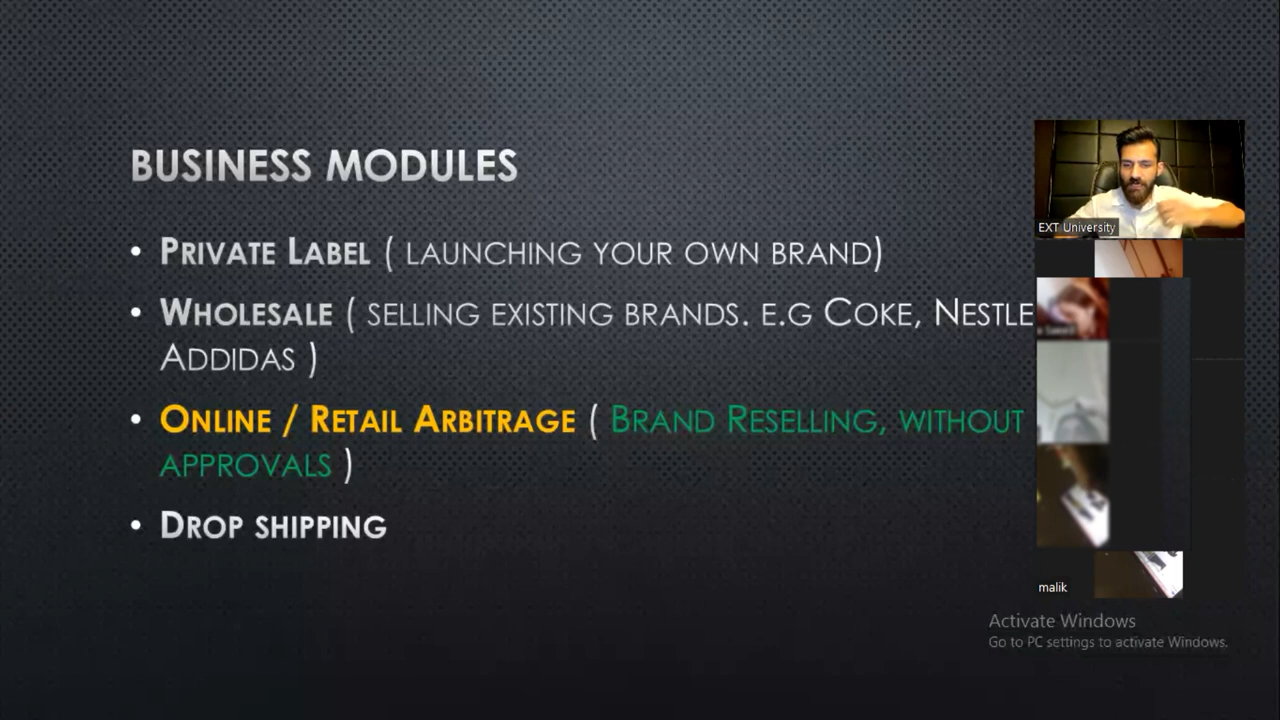 BUSINESS MODULES
• PRIVATE LABEL ( LAUNCHING YOUR OWN BRAND)
• WHOLESALE ( SELLING EXISTING BRANDS. E.G COKE, NESTLE
ADDIDAS )
• ONLINE / RETAIL ARBITRAGE ( BRAND RESELLING, WITHOUT
APPROVALS )
• DROP SHIPPING
EXT University
malik
Activate Windows
Go to PC settings to activate Windows.